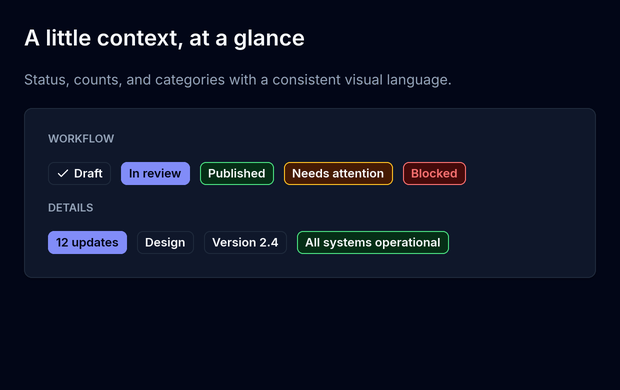 A little context, at a glance
Status, counts, and categories with a consistent visual language.
WORKFLOW
Draft In review Published Needs attention Blocked
DETAILS
12 updates Design Version 2.4 All systems operational